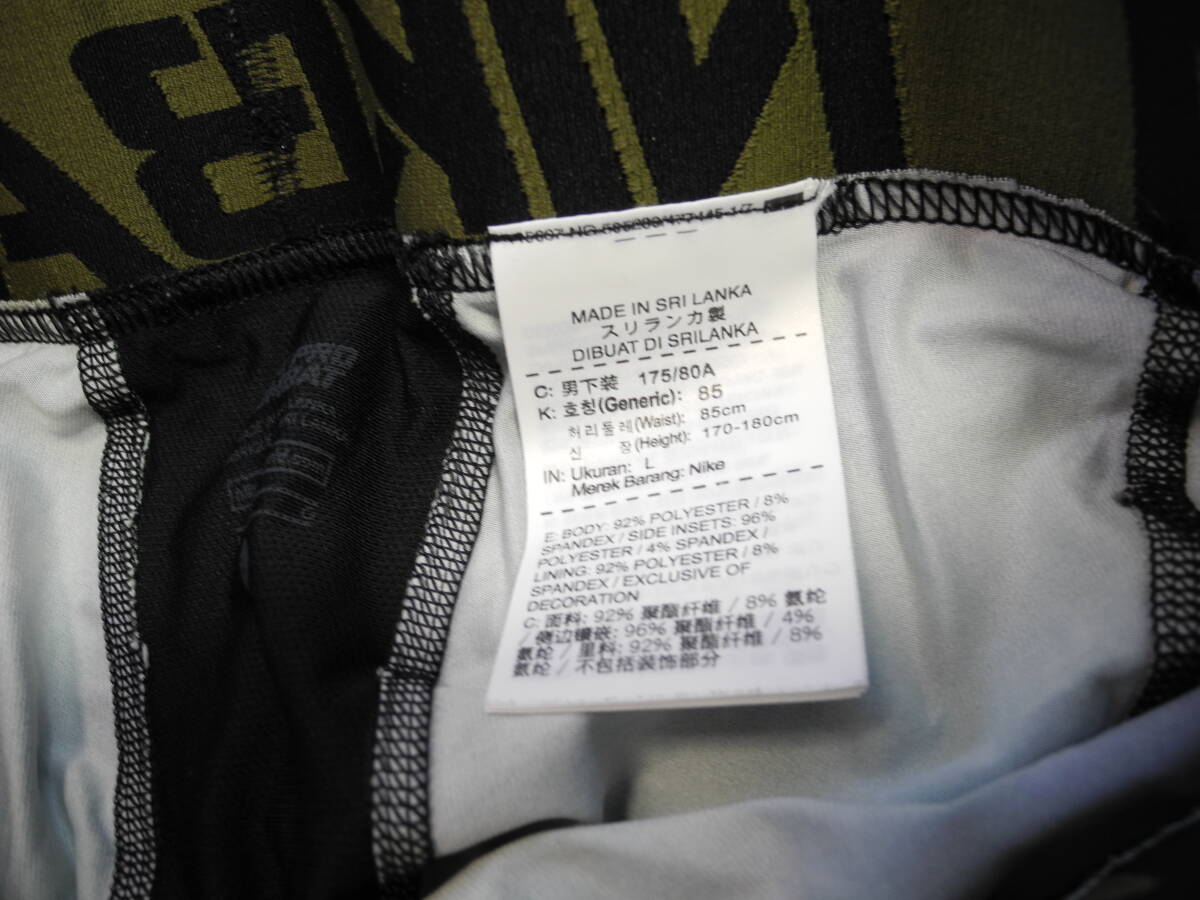 MADE IN SRI LANKA
スリランカ製
DIBUAT DI SRILANKA
C: 男下装 175/80A
K: 호칭(Generic): 85
허리둘레(Waist): 85cm
신 장(Height): 170-180cm
IN: Ukuran: L
Merek Barang: Nike
E: BODY: 92% POLYESTER / 8%
SPANDEX / SIDE INSETS: 96%
POLYESTER / 4% SPANDEX /
LINING: 92% POLYESTER / 8%
SPANDEX / EXCLUSIVE OF
DECORATION
C: 面料: 92% 聚酯纤维 / 8% 氨纶
/ 侧边镶嵌: 96% 聚酯纤维 / 4%
氨纶 / 里料: 92% 聚酯纤维 / 8%
氨纶 / 不包括装饰部分
PRO